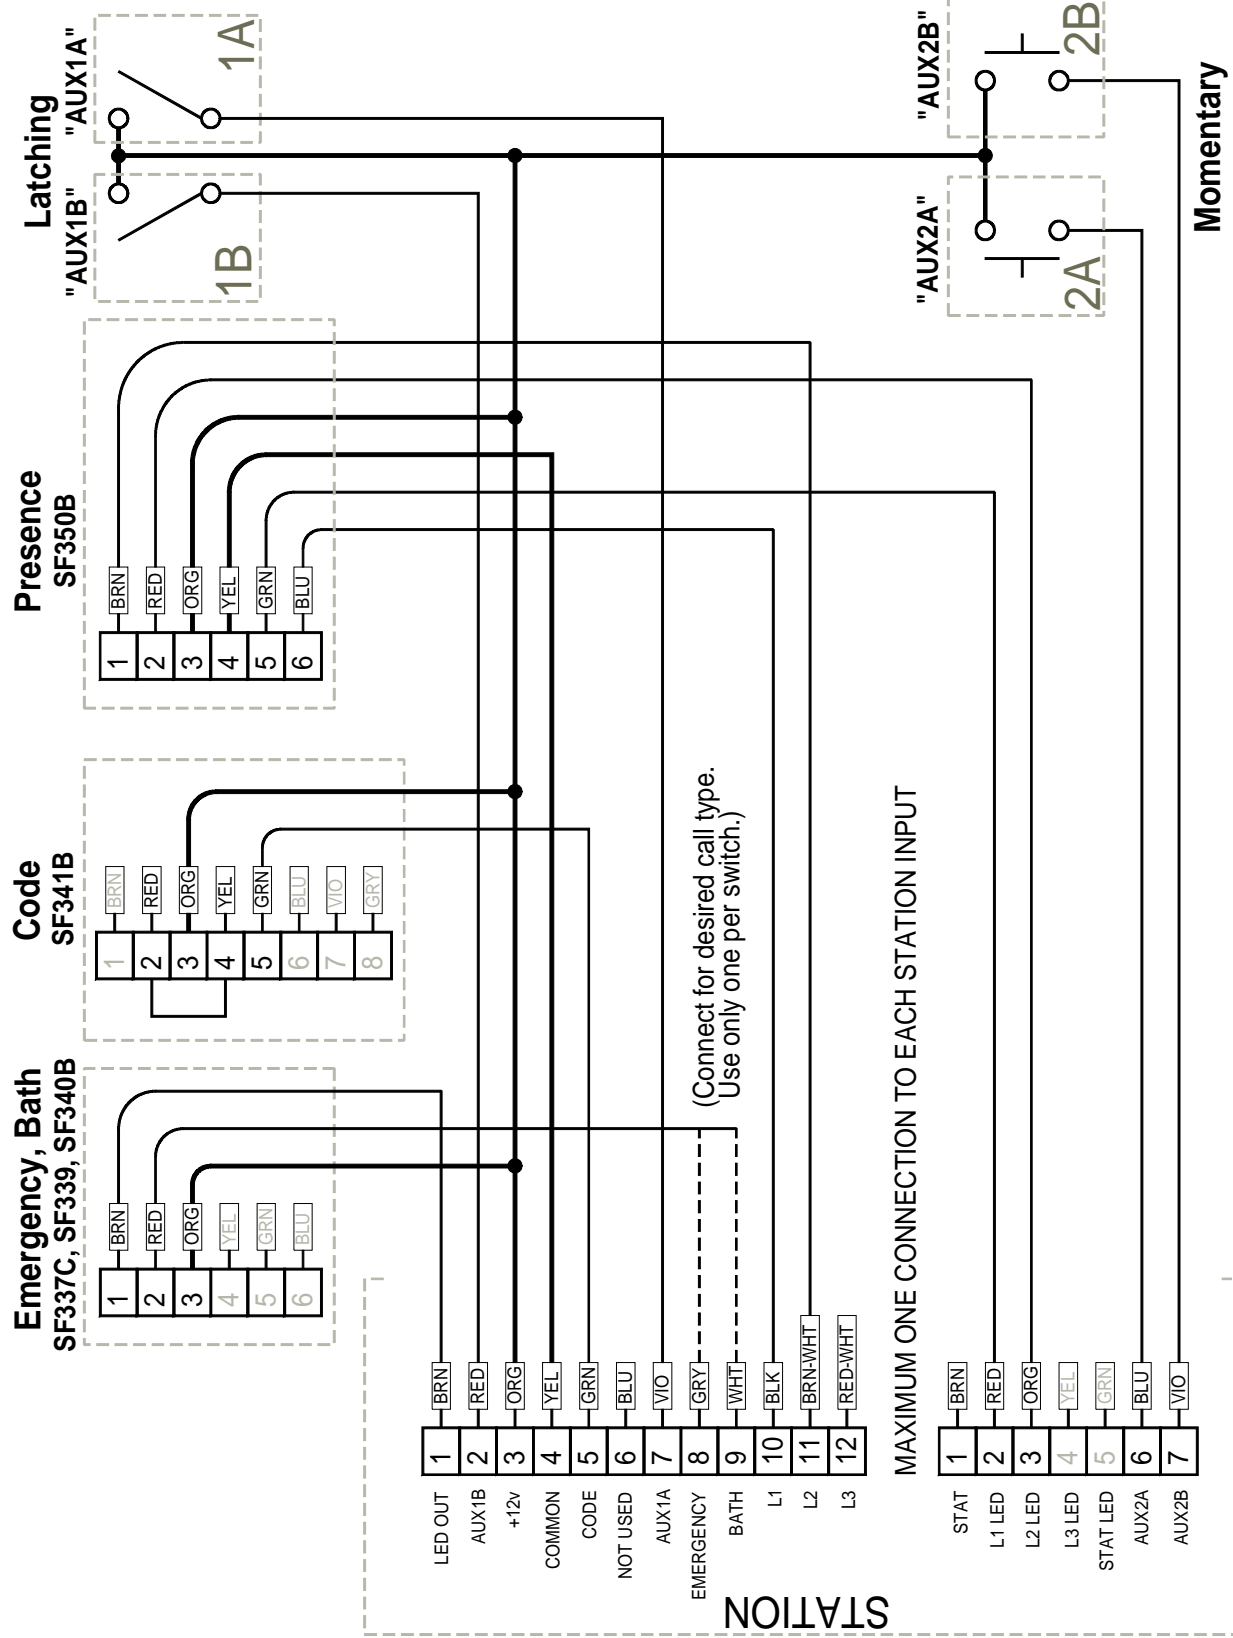 Emergency, Bath
SF337C, SF339, SF340B
1 BRN
2 RED
3 ORG
4 YEL
5 GRN
6 BLU
Code
SF341B
1 BRN
2 RED
3 ORG
4 YEL
5 GRN
6 BLU
7 VIO
8 GRY
Presence
SF350B
1 BRN
2 RED
3 ORG
4 YEL
5 GRN
6 BLU
Latching
"AUX1B"
1B
"AUX1A"
1A
STATION
LED OUT 1 BRN
AUX1B 2 RED
+12v 3 ORG
COMMON 4 YEL
CODE 5 GRN
NOT USED 6 BLU
AUX1A 7 VIO
EMERGENCY 8 GRY
BATH 9 WHT
L1 10 BLK
L2 11 BRN-WHT
L3 12 RED-WHT
(Connect for desired call type.
Use only one per switch.)
MAXIMUM ONE CONNECTION TO EACH STATION INPUT
STAT 1 BRN
L1 LED 2 RED
L2 LED 3 ORG
L3 LED 4 YEL
STAT LED 5 GRN
AUX2A 6 BLU
AUX2B 7 VIO
"AUX2A"
2A
"AUX2B"
2B
Momentary